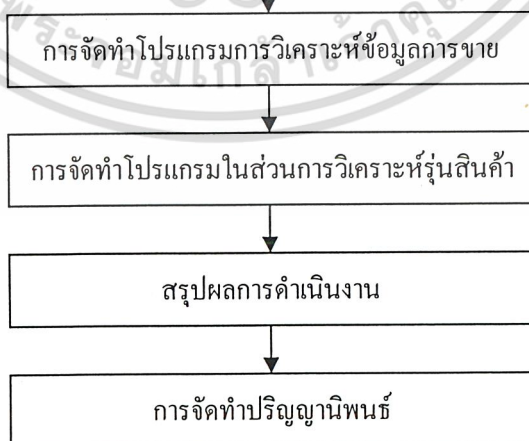 การจัดทำโปรแกรมการวิเคราะห์ข้อมูลการขาย
การจัดทำโปรแกรมในส่วนการวิเคราะห์รุ่นสินค้า
สรุปผลการดำเนินงาน
การจัดทำปริญญานิพนธ์